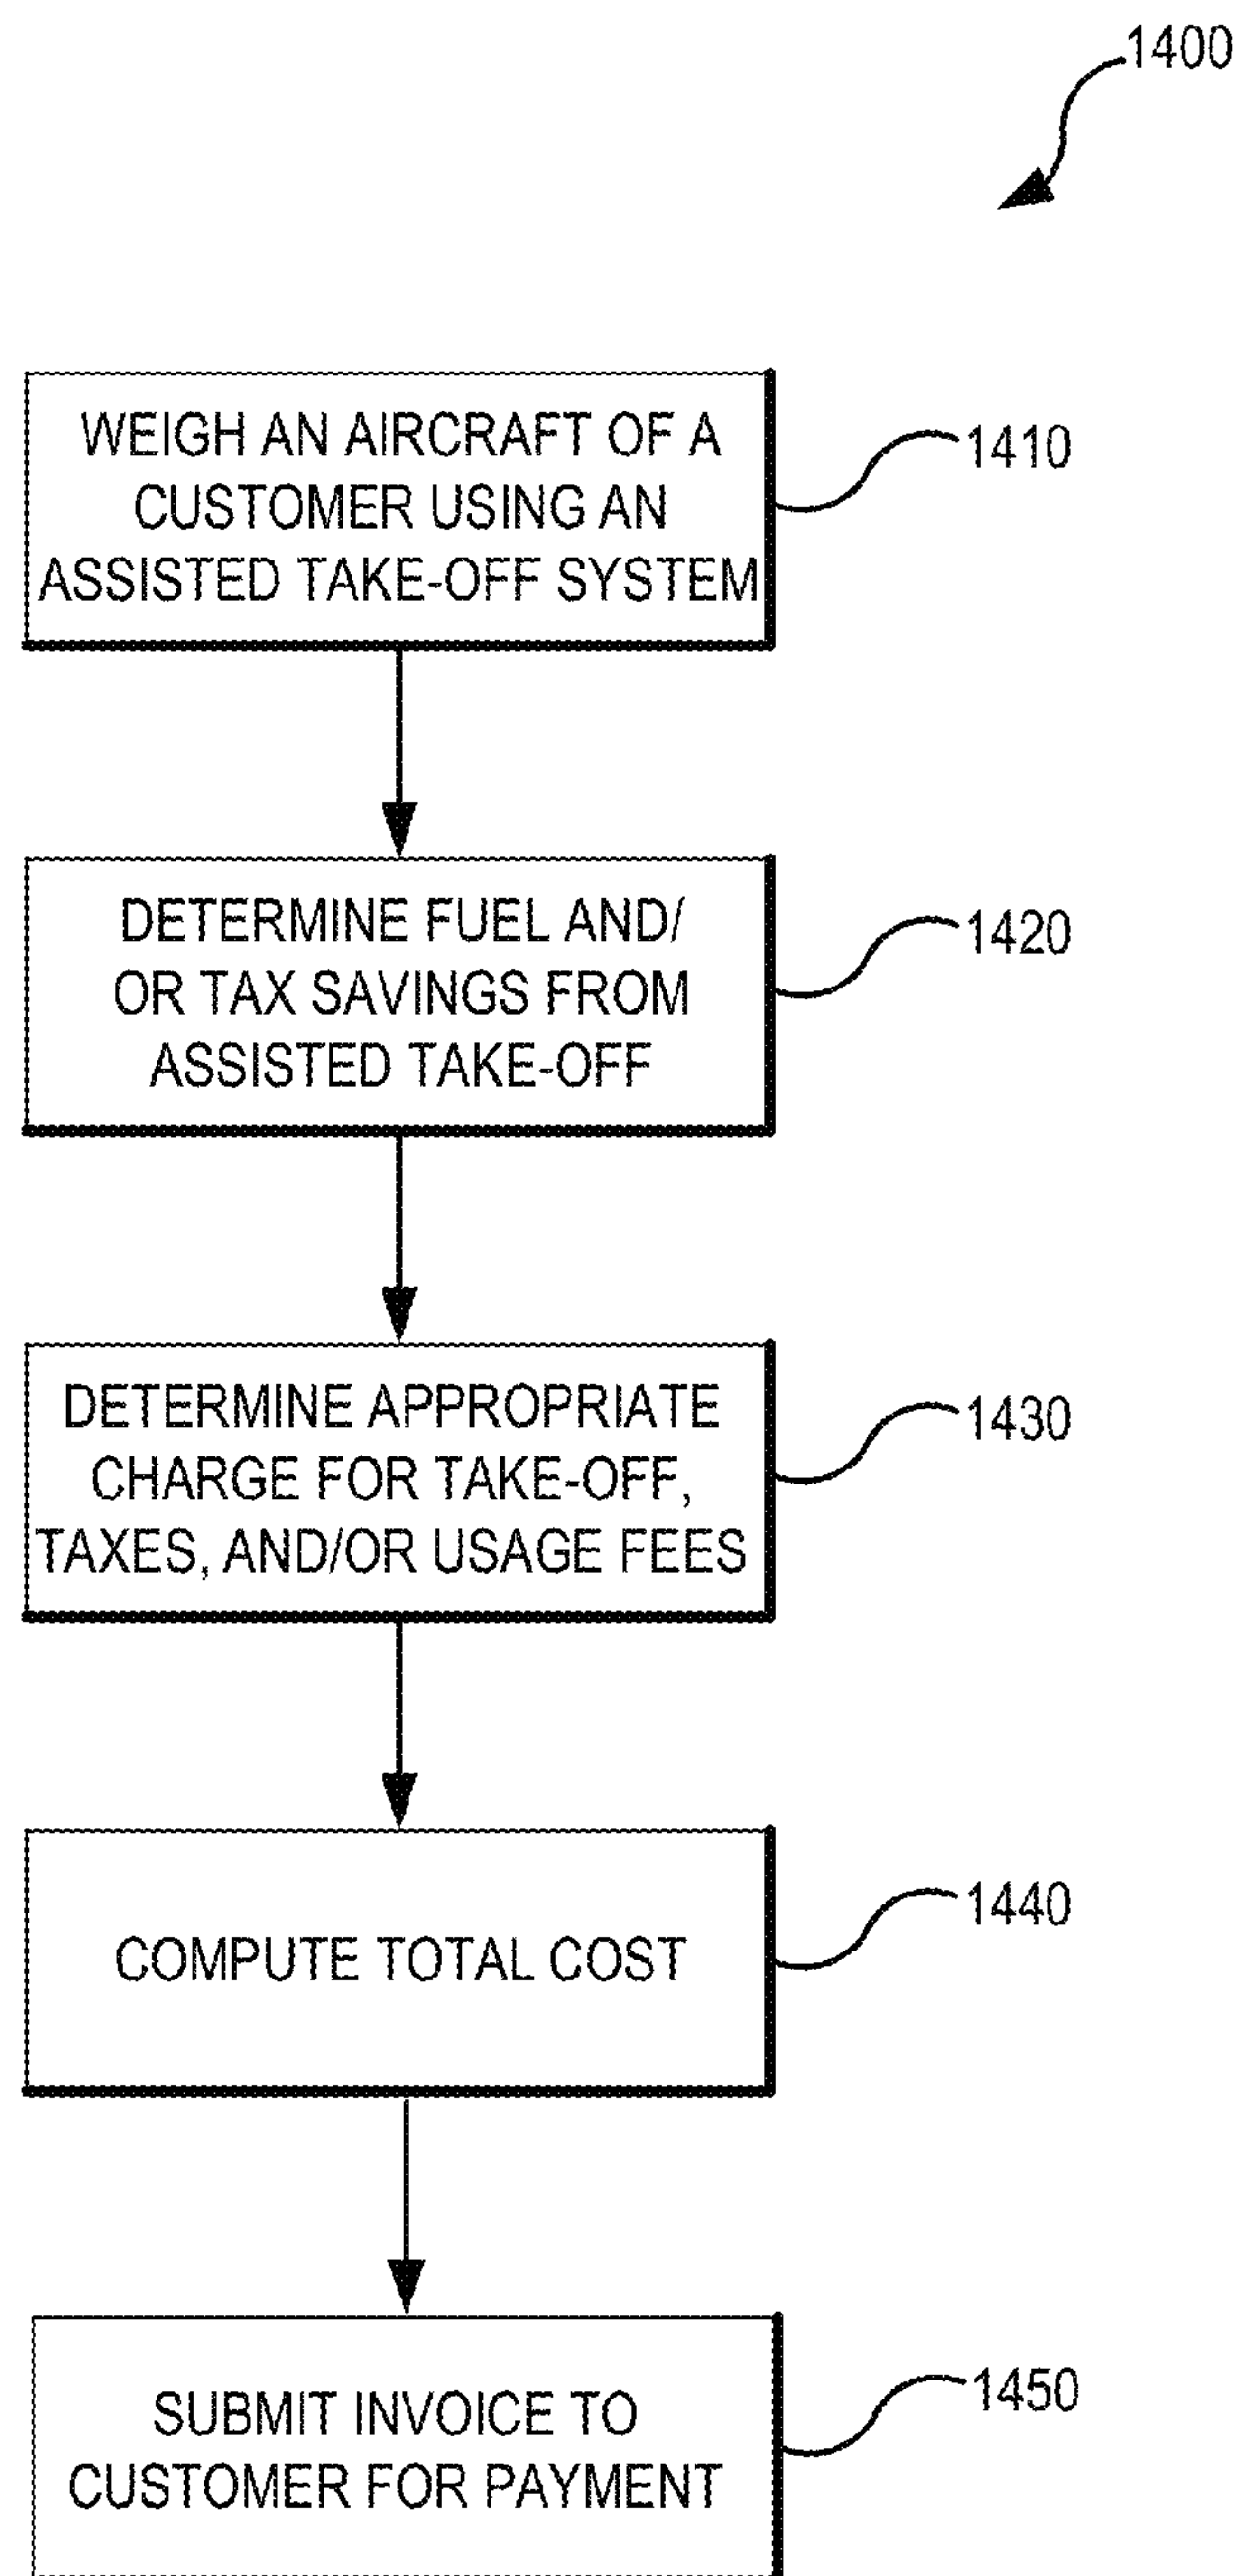 1400
WEIGH AN AIRCRAFT OF A
CUSTOMER USING AN
ASSISTED TAKE-OFF SYSTEM
1410
DETERMINE FUEL AND/
OR TAX SAVINGS FROM
ASSISTED TAKE-OFF
1420
DETERMINE APPROPRIATE
CHARGE FOR TAKE-OFF,
TAXES, AND/OR USAGE FEES
1430
COMPUTE TOTAL COST
1440
SUBMIT INVOICE TO
CUSTOMER FOR PAYMENT
1450